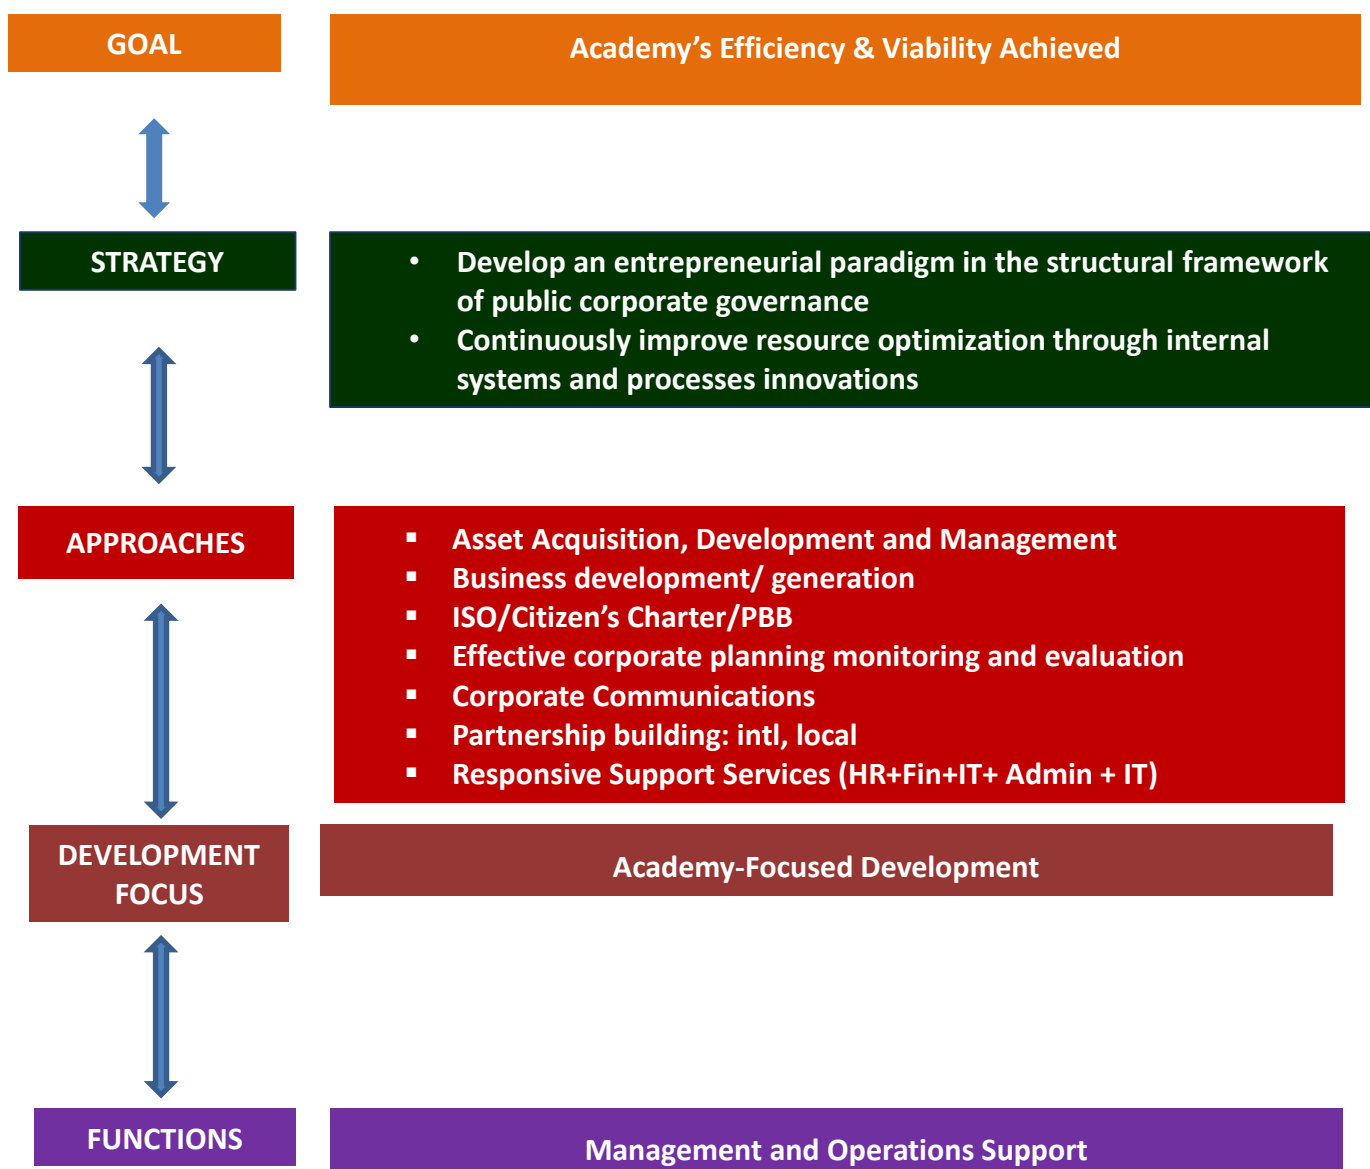 GOAL
Academy’s Efficiency & Viability Achieved
STRATEGY
• Develop an entrepreneurial paradigm in the structural framework
of public corporate governance
• Continuously improve resource optimization through internal
systems and processes innovations
APPROACHES
▪ Asset Acquisition, Development and Management
▪ Business development/ generation
▪ ISO/Citizen’s Charter/PBB
▪ Effective corporate planning monitoring and evaluation
▪ Corporate Communications
▪ Partnership building: intl, local
▪ Responsive Support Services (HR+Fin+IT+ Admin + IT)
DEVELOPMENT
FOCUS
Academy-Focused Development
FUNCTIONS
Management and Operations Support